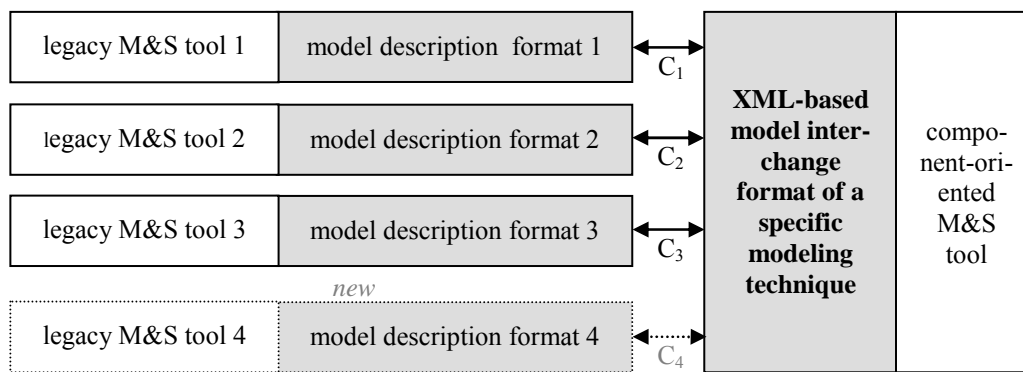 legacy M&S tool 1
model description format 1
C1
legacy M&S tool 2
model description format 2
C2
legacy M&S tool 3
model description format 3
C3
new
legacy M&S tool 4
model description format 4
C4
XML-based
model inter-
change
format of a
specific
modeling
technique
compo-
nent-ori-
ented
M&S
tool